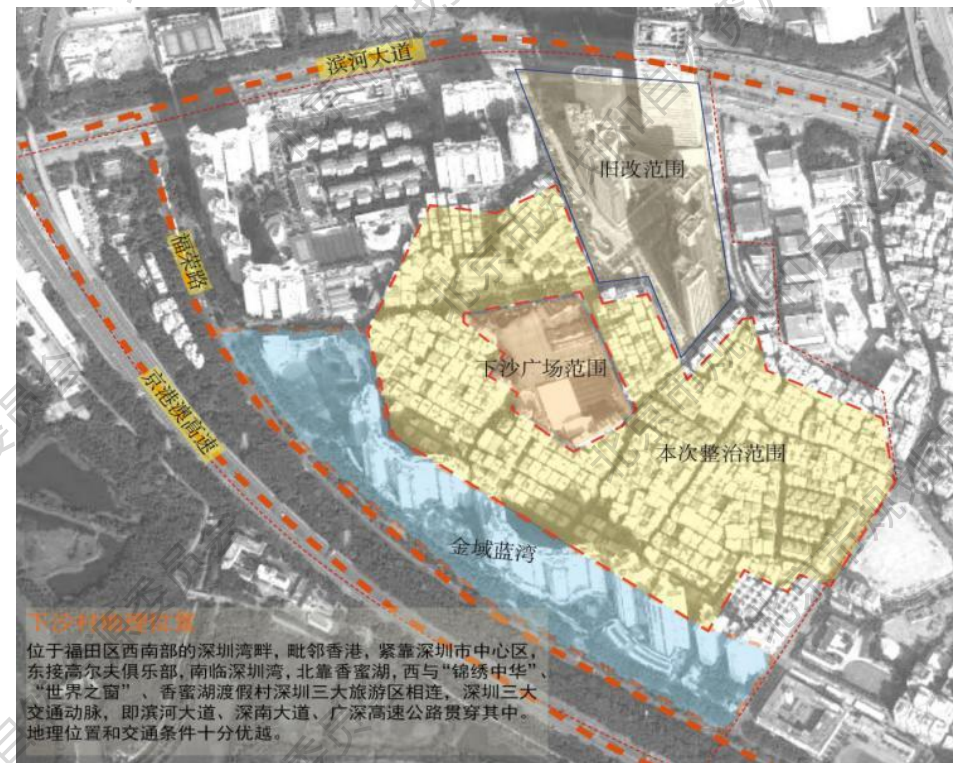 滨河大道
旧改范围
福荣路
下沙广场范围
京港澳高速
本次整治范围
金域蓝湾
下沙村地理位置
位于福田区西南部的深圳湾畔，毗邻香港，紧靠深圳市中心区，
东接高尔夫俱乐部，南临深圳湾，北靠香蜜湖，西与“锦绣中华”、
“世界之窗”、香蜜湖渡假村深圳三大旅游区相连，深圳三大
交通动脉，即滨河大道、深南大道、广深高速公路贯穿其中。
地理位置和交通条件十分优越。